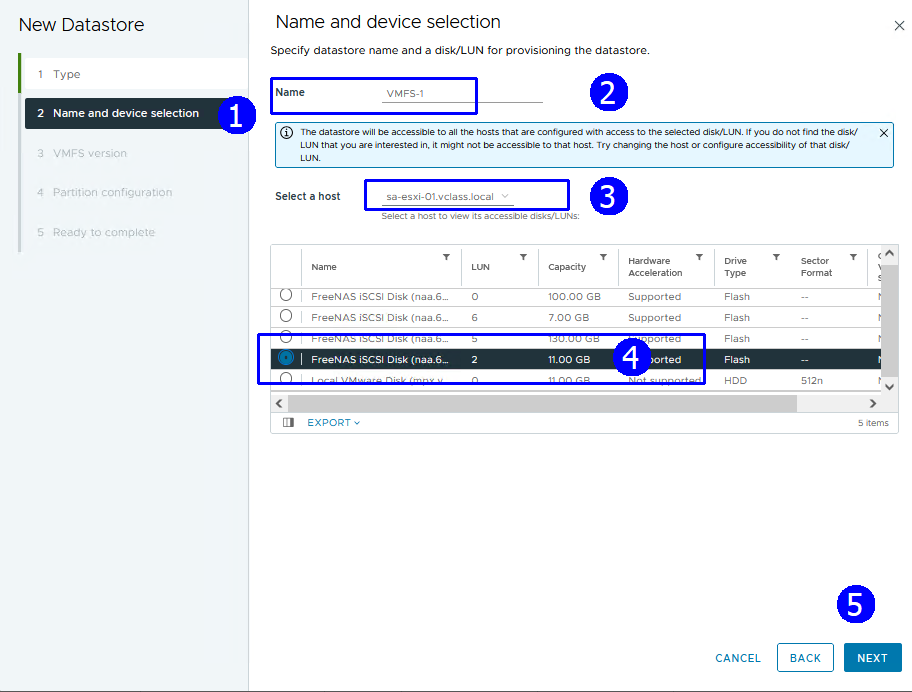 New Datastore
1 Type
2 Name and device selection
3 VMFS version
4 Partition configuration
5 Ready to complete
1
Name and device selection
Specify datastore name and a disk/LUN for provisioning the datastore.
Name VMFS-1
2
The datastore will be accessible to all the hosts that are configured with access to the selected disk/LUN. If you do not find the disk/
LUN that you are interested in, it might not be accessible to that host. Try changing the host or configure accessibility of that disk/
LUN.
Select a host sa-esxi-01.vclass.local
3
Select a host to view its accessible disks/LUNs:
Name LUN Capacity Hardware Acceleration Drive Type Sector Format
FreeNAS iSCSI Disk (naa.6... 0 100.00 GB Supported Flash --
FreeNAS iSCSI Disk (naa.6... 6 7.00 GB Supported Flash --
FreeNAS iSCSI Disk (naa.6... 5 130.00 GB Supported Flash --
FreeNAS iSCSI Disk (naa.6... 2 11.00 GB 4 ported Flash --
Local VMware Disk (mpx.v... 0 11.00 GB Not supported HDD 512n
EXPORT 5 items
5
CANCEL BACK NEXT